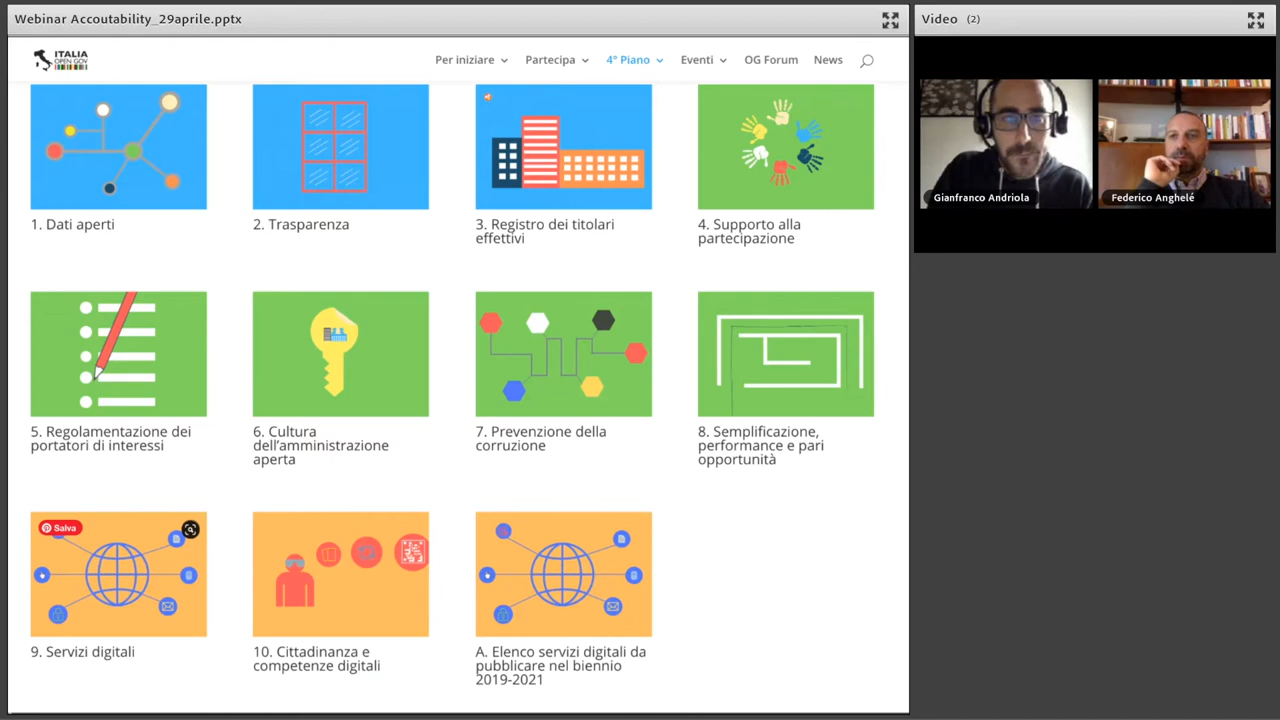 Webinar Accoutability_29aprile.pptx
Video (2)
ITALIA
OPEN GOV
Per iniziare
Partecipa
4° Piano
Eventi
OG Forum
News
Gianfranco Andriola
Federico Anghelé
1. Dati aperti
2. Trasparenza
3. Registro dei titolari
effettivi
4. Supporto alla
partecipazione
5. Regolamentazione dei
portatori di interessi
6. Cultura
dell’amministrazione
aperta
7. Prevenzione della
corruzione
8. Semplificazione,
performance e pari
opportunità
Salva
9. Servizi digitali
10. Cittadinanza e
competenze digitali
A. Elenco servizi digitali da
pubblicare nel biennio
2019-2021